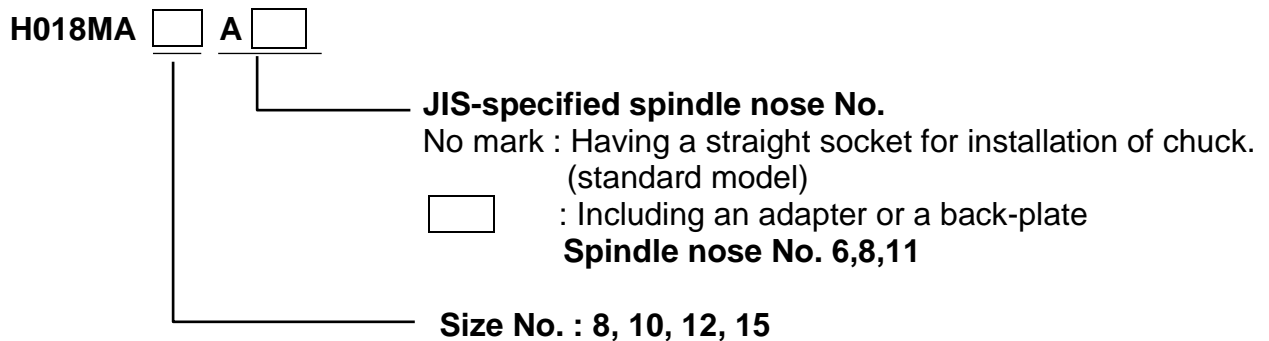 H018MA A
JIS-specified spindle nose No.
No mark : Having a straight socket for installation of chuck.
(standard model)
: Including an adapter or a back-plate
Spindle nose No. 6,8,11
Size No. : 8, 10, 12, 15